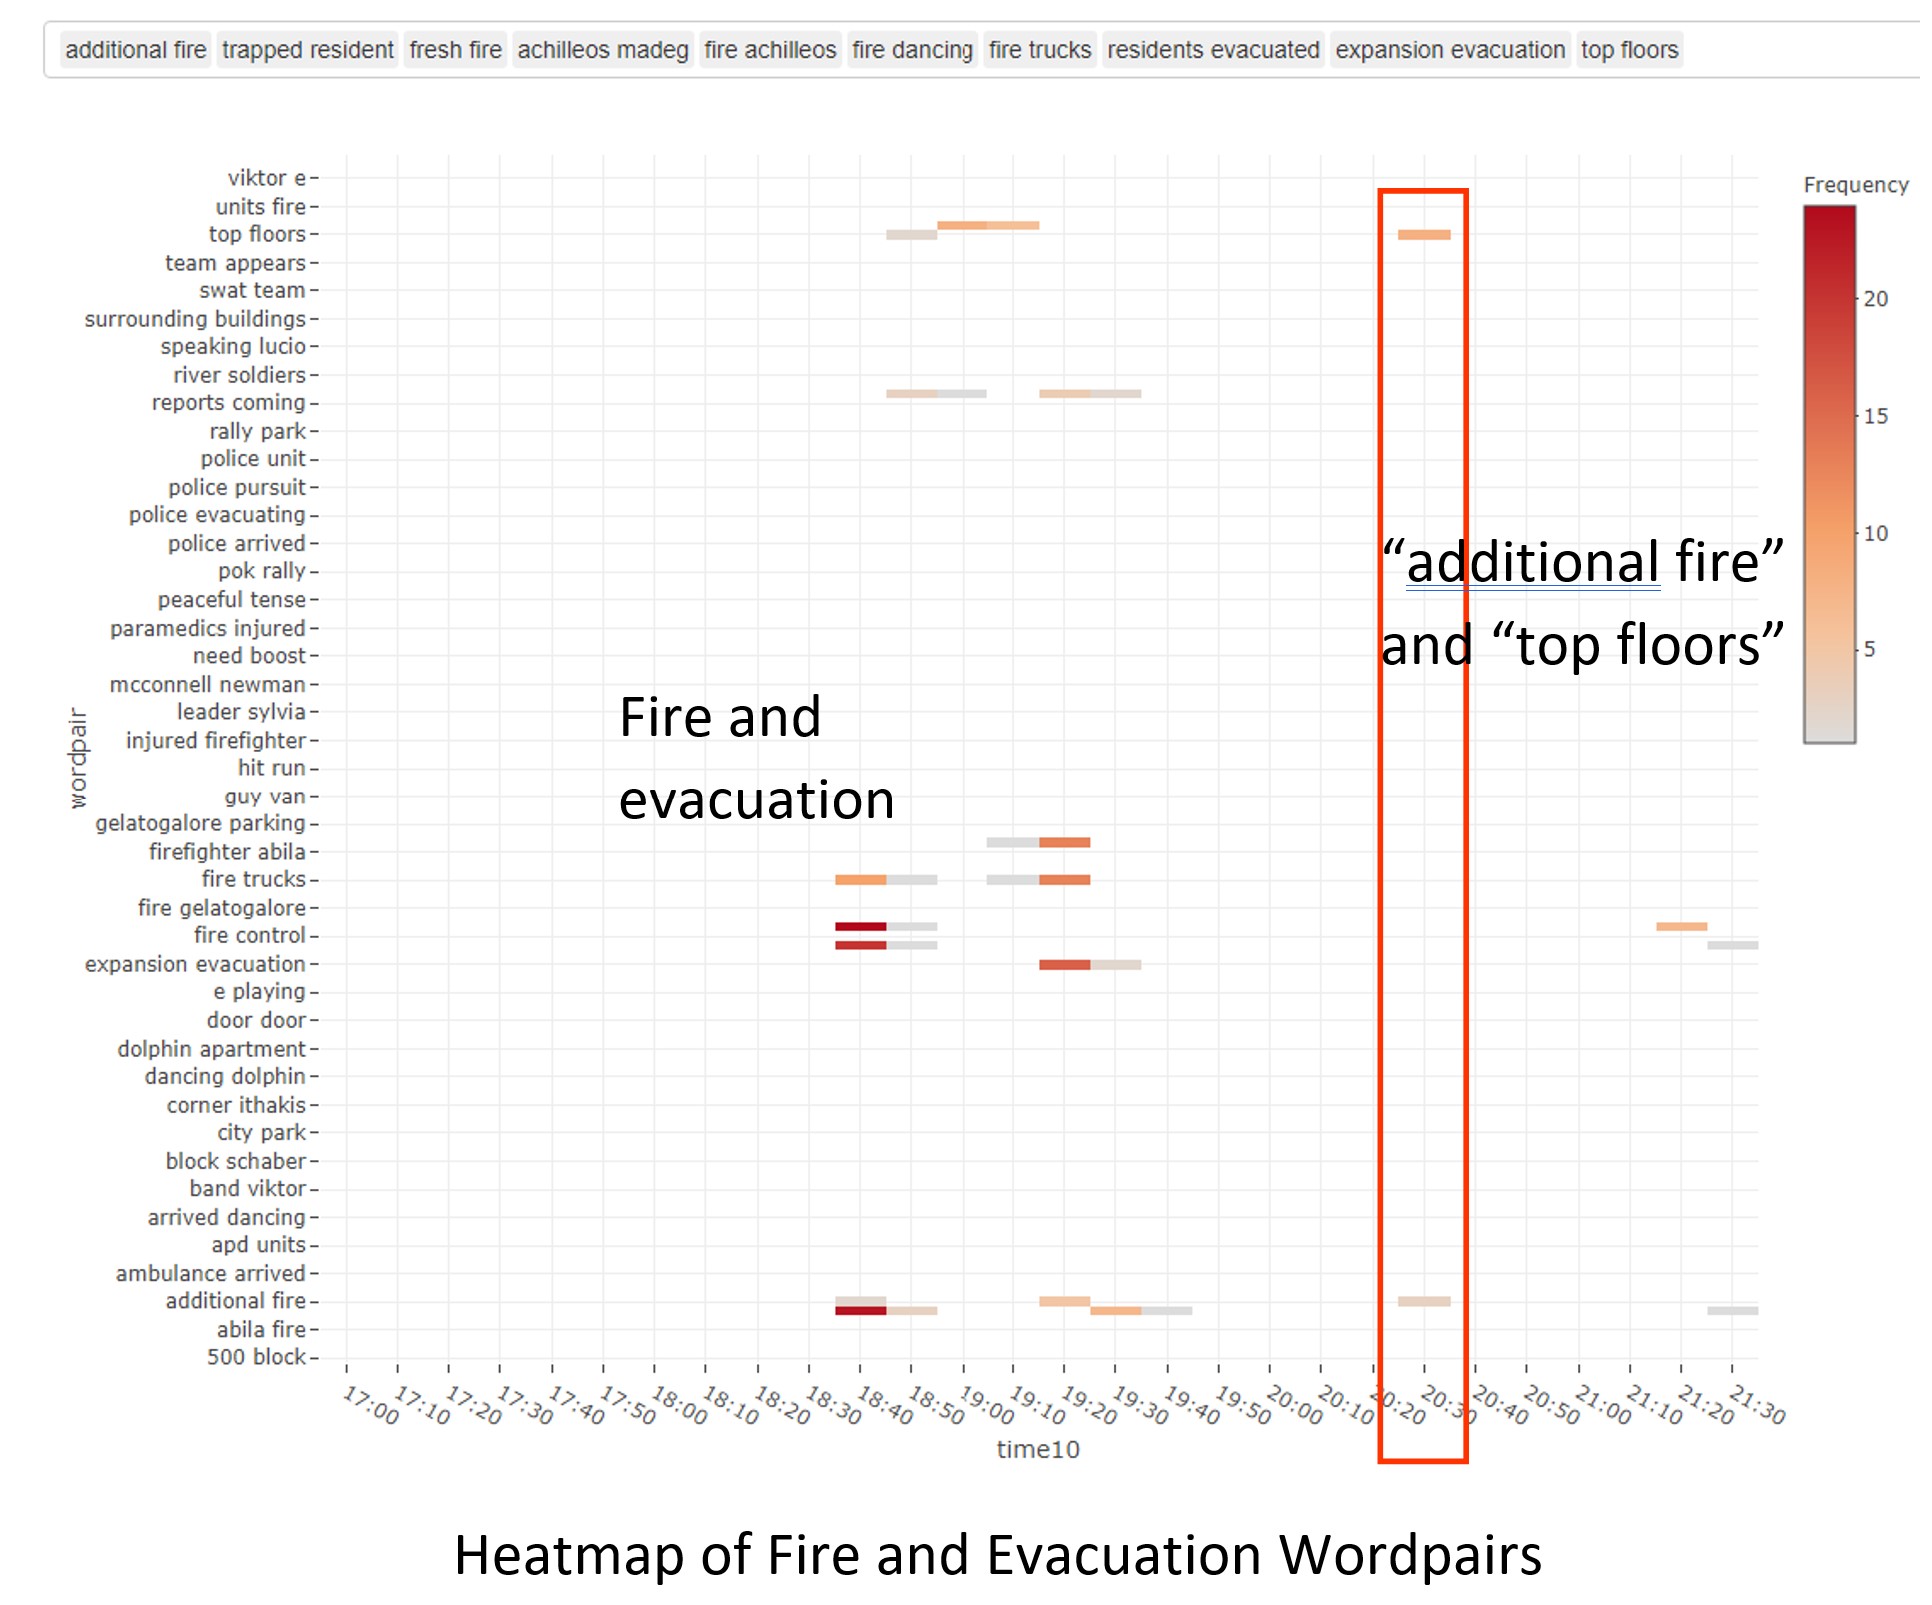 additional fire trapped resident fresh fire achilleos madeg fire achilleos fire dancing fire trucks residents evacuated expansion evacuation top floors
viktor e
units fire
top floors
team appears
swat team
surrounding buildings
speaking lucio
river soldiers
reports coming
rally park
police unit
police pursuit
police evacuating
police arrived
pok rally
peaceful tense
paramedics injured
need boost
mcconnell newman
leader sylvia
injured firefighter
hit run
guy van
gelatogalore parking
firefighter abila
fire trucks
fire gelatogalore
fire control
expansion evacuation
e playing
door door
dolphin apartment
dancing dolphin
corner ithakis
city park
block schaber
band viktor
arrived dancing
apd units
ambulance arrived
additional fire
abila fire
500 block
wordpair
Fire and
evacuation
“additional fire”
and “top floors”
Frequency
20
15
10
5
17:00 17:10 17:20 17:30 17:40 17:50 18:00 18:10 18:20 18:30 18:40 18:50 19:00 19:10 19:20 19:30 19:40 19:50 20:00 20:10 20:20 20:30 20:40 20:50 21:00 21:10 21:20 21:30
time10
Heatmap of Fire and Evacuation Wordpairs